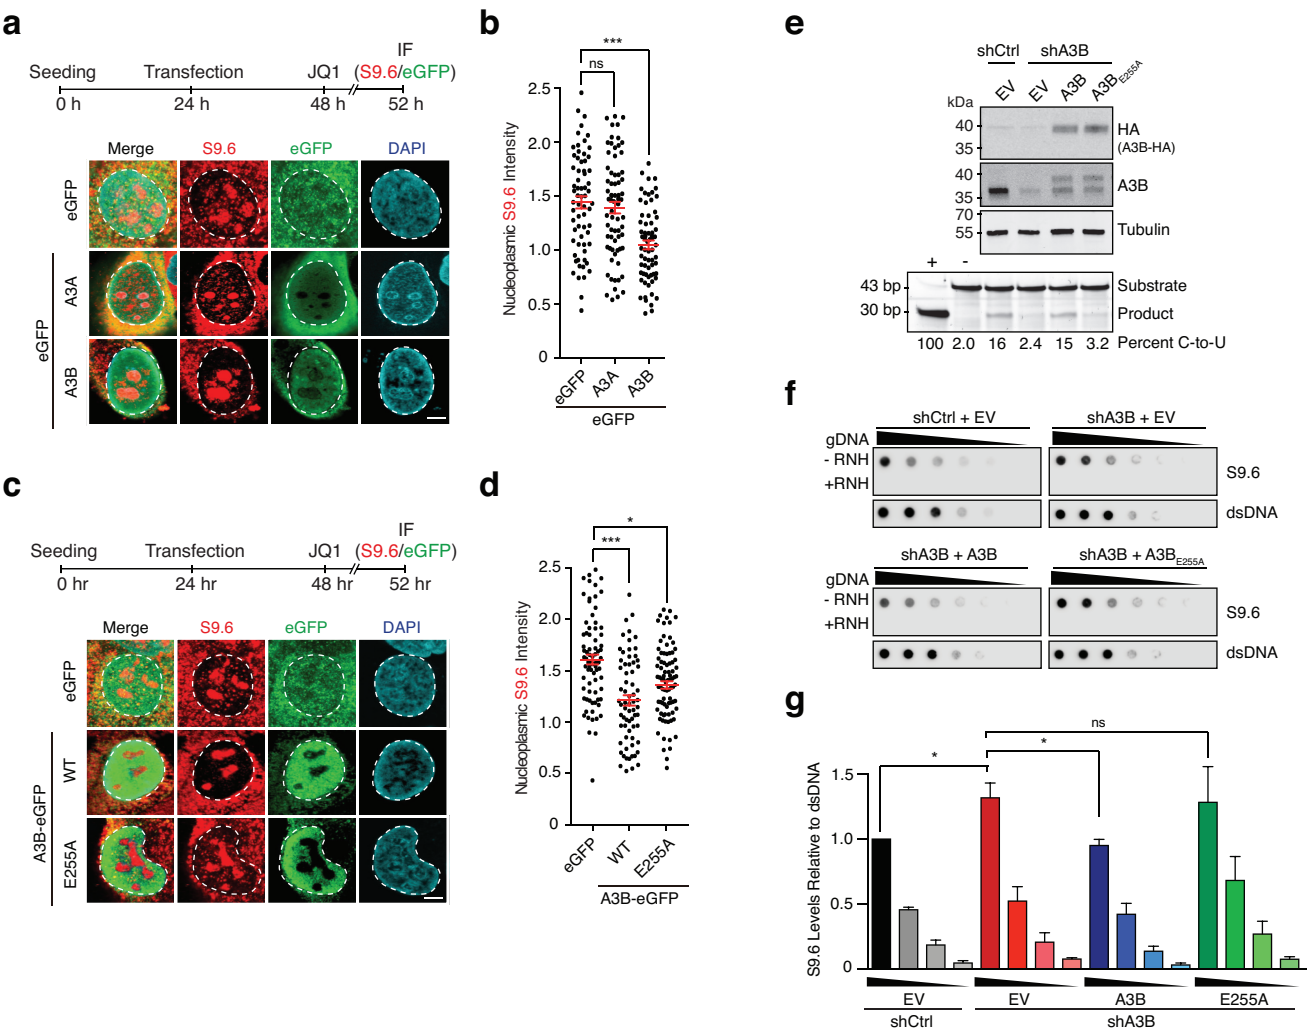 a
IF
Seeding Transfection JQ1 (S9.6/eGFP)
0 h 24 h 48 h 52 h
Merge S9.6 eGFP DAPI
eGFP
A3A
A3B
eGFP
b
***
ns
Nucleoplasmic S9.6 Intensity
2.5
2.0
1.5
1.0
0.5
0
eGFP A3A A3B
eGFP
c
IF
Seeding Transfection JQ1 (S9.6/eGFP)
0 hr 24 hr 48 hr 52 hr
Merge S9.6 eGFP DAPI
eGFP
WT
E255A
A3B-eGFP
d
*
***
Nucleoplasmic S9.6 Intensity
2.5
2.0
1.5
1.0
0.5
0
eGFP WT E255A
A3B-eGFP
e
shCtrl shA3B
EV EV A3B A3BE255A
kDa
40
35
HA
(A3B-HA)
40
35
A3B
70
55
Tubulin
+ -
43 bp Substrate
30 bp Product
100 2.0 16 2.4 15 3.2 Percent C-to-U
f
shCtrl + EV shA3B + EV
gDNA
- RNH
+RNH
S9.6
dsDNA
shA3B + A3B shA3B + A3BE255A
gDNA
- RNH
+RNH
S9.6
dsDNA
g
ns
* *
S9.6 Levels Relative to dsDNA
1.5
1.0
0.5
0
EV EV A3B E255A
shCtrl shA3B